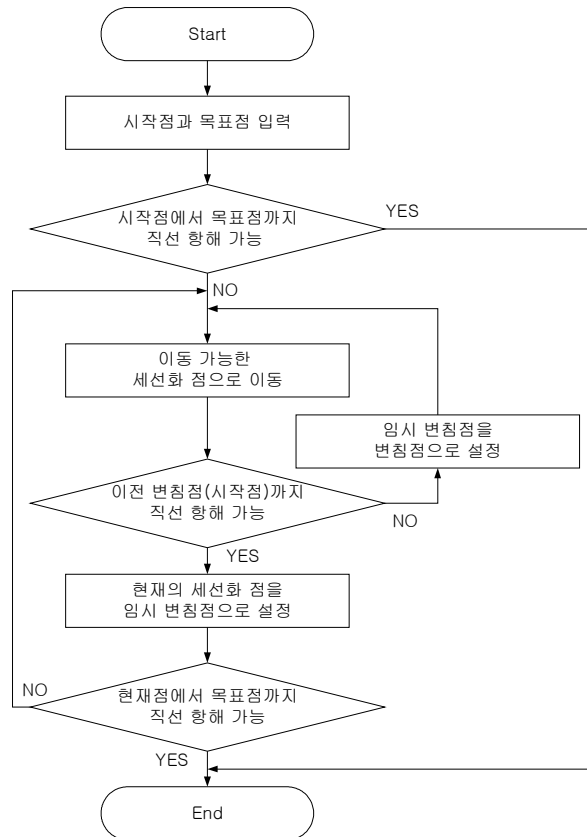 Start
시작점과 목표점 입력
시작점에서 목표점까지
직선 항해 가능
YES
NO
이동 가능한
세선화 점으로 이동
임시 변침점을
변침점으로 설정
이전 변침점(시작점)까지
직선 항해 가능
NO
YES
현재의 세선화 점을
임시 변침점으로 설정
NO
현재점에서 목표점까지
직선 항해 가능
YES
End